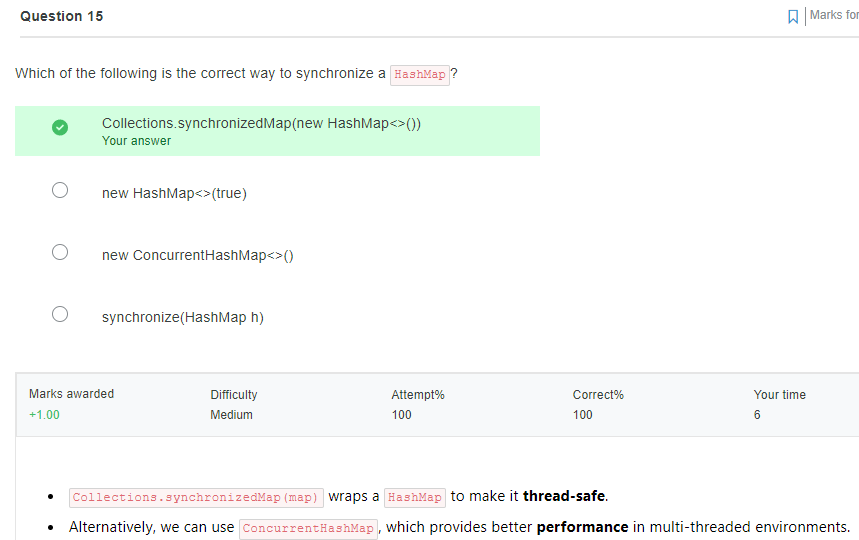 Question 15
Marks for
Which of the following is the correct way to synchronize a HashMap?
Collections.synchronizedMap(new HashMap<>())
Your answer
new HashMap<>(true)
new ConcurrentHashMap<>()
synchronize(HashMap h)
Marks awarded Difficulty Attempt% Correct% Your time
+1.00 Medium 100 100 6
• Collections.synchronizedMap(map) wraps a HashMap to make it thread-safe.
• Alternatively, we can use ConcurrentHashMap, which provides better performance in multi-threaded environments.